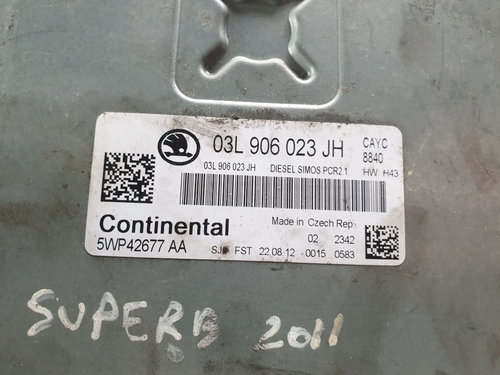 03L 906 023 JH
CAYC
8840
03L 906 023 JH DIESEL SIMOS PCR2.1
HW: H43
Continental
Made in Czech Rep.
5WP42677 AA
02 2342
FST 22.08.12 0015 0583
SUPERB 2011